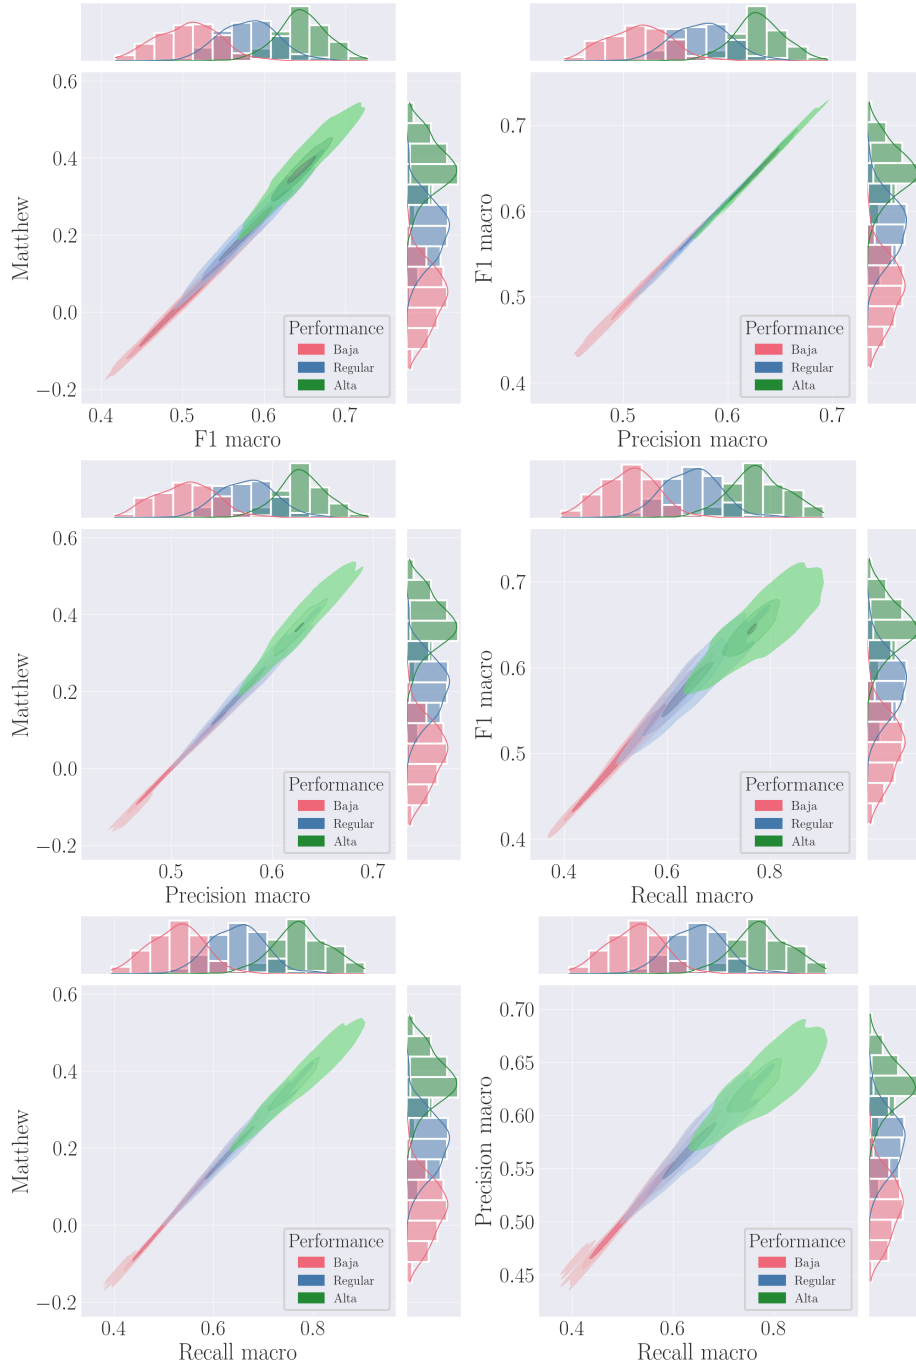 0.6
0.4
0.2
0.0
−0.2
Matthew
Performance
Baja
Regular
Alta
0.4 0.5 0.6 0.7
F1 macro
0.7
0.6
0.5
0.4
F1 macro
Performance
Baja
Regular
Alta
0.5 0.6 0.7
Precision macro
0.6
0.4
0.2
0.0
−0.2
Matthew
Performance
Baja
Regular
Alta
0.5 0.6 0.7
Precision macro
0.7
0.6
0.5
0.4
F1 macro
Performance
Baja
Regular
Alta
0.4 0.6 0.8
Recall macro
0.6
0.4
0.2
0.0
−0.2
Matthew
Performance
Baja
Regular
Alta
0.4 0.6 0.8
Recall macro
0.70
0.65
0.60
0.55
0.50
0.45
Precision macro
Performance
Baja
Regular
Alta
0.4 0.6 0.8
Recall macro